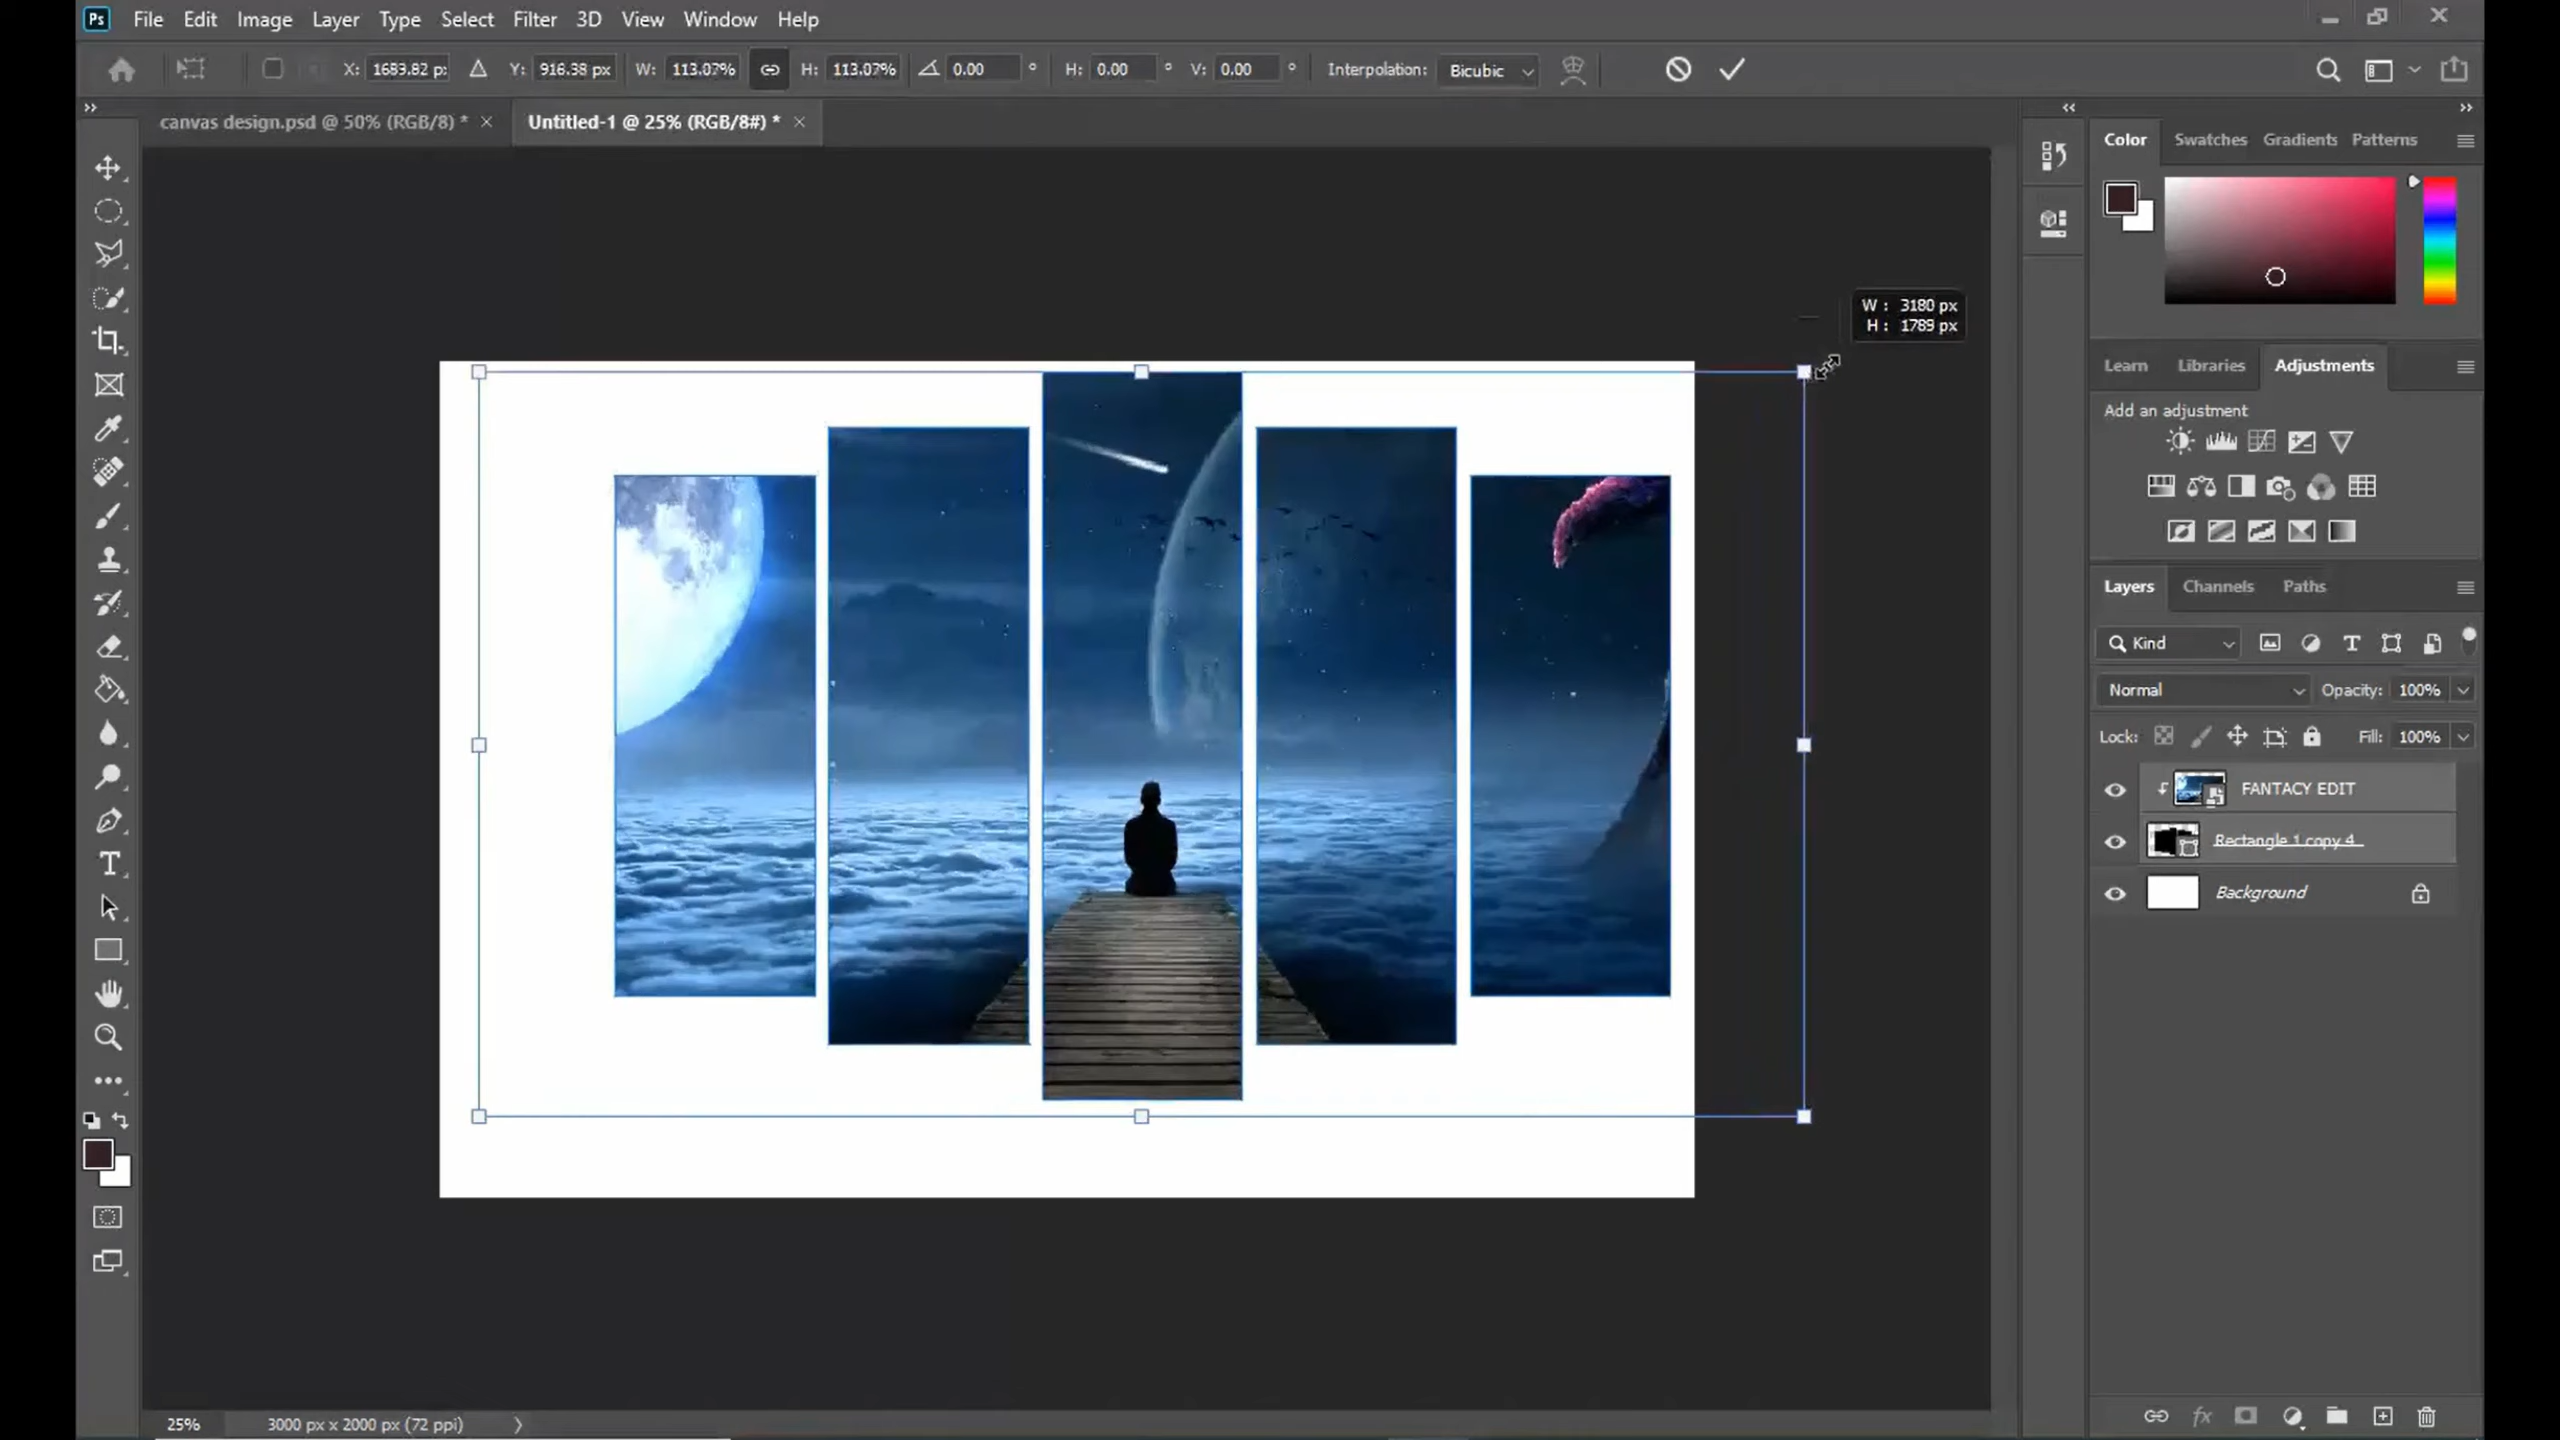 Ps File Edit Image Layer Type Select Filter 3D View Window Help
X: 1683.82 p: Y: 916.38 px W: 113.07% H: 113.07% 0.00 ° H: 0.00 ° V: 0.00 ° Interpolation: Bicubic
canvas design.psd @ 50% (RGB/8) * × Untitled-1 @ 25% (RGB/8#) * ×
Color Swatches Gradients Patterns
W : 3180 px
H : 1789 px
Learn Libraries Adjustments
Add an adjustment
Layers Channels Paths
Kind
Normal Opacity: 100%
Lock: Fill: 100%
FANTACY EDIT
Rectangle 1 copy 4
Background
fx
25% 3000 px x 2000 px (72 ppi)